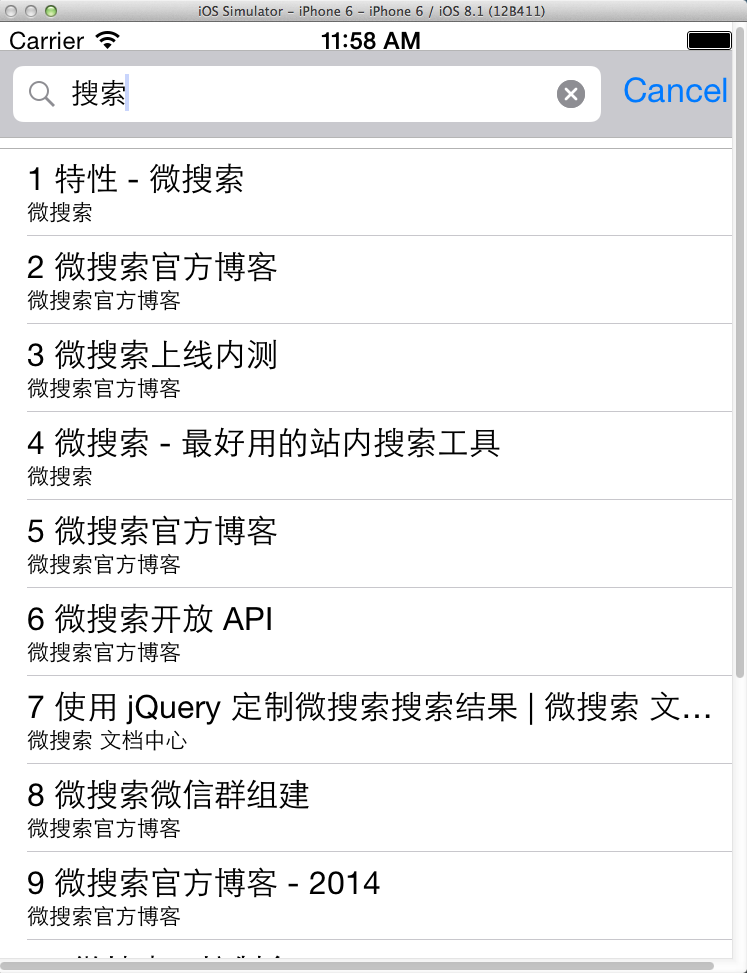 iOS Simulator – iPhone 6 – iPhone 6 / iOS 8.1 (12B411)
Carrier 11:58 AM
搜索 Cancel
1 特性 - 微搜索
微搜索
2 微搜索官方博客
微搜索官方博客
3 微搜索上线内测
微搜索官方博客
4 微搜索 - 最好用的站内搜索工具
微搜索
5 微搜索官方博客
微搜索官方博客
6 微搜索开放 API
微搜索官方博客
7 使用 jQuery 定制微搜索搜索结果 | 微搜索 文…
微搜索 文档中心
8 微搜索微信群组建
微搜索官方博客
9 微搜索官方博客 - 2014
微搜索官方博客